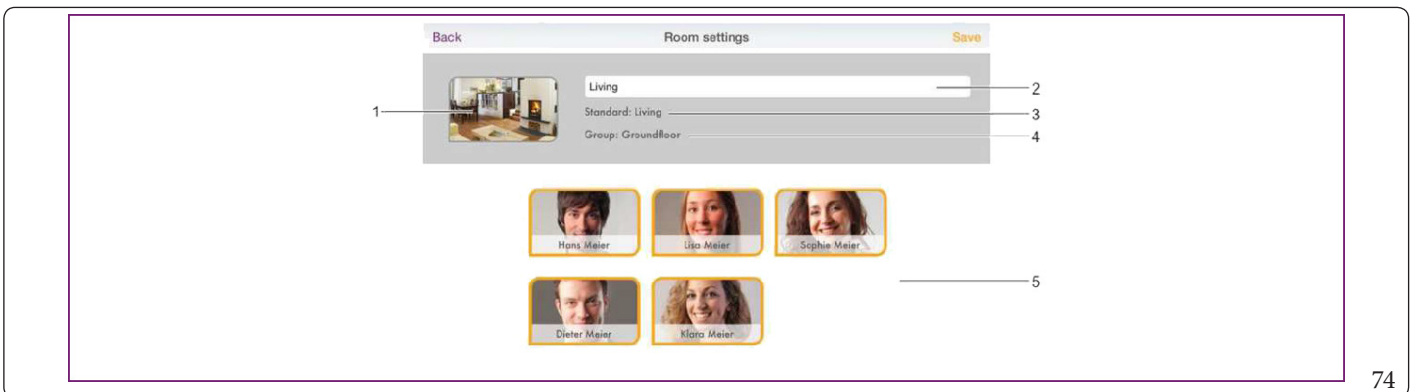 Back Room settings Save
Living 2
1 Standard: Living 3
Group: Groundfloor 4
Hans Meier Lisa Meier Sophie Meier
5
Dieter Meier Klara Meier
74